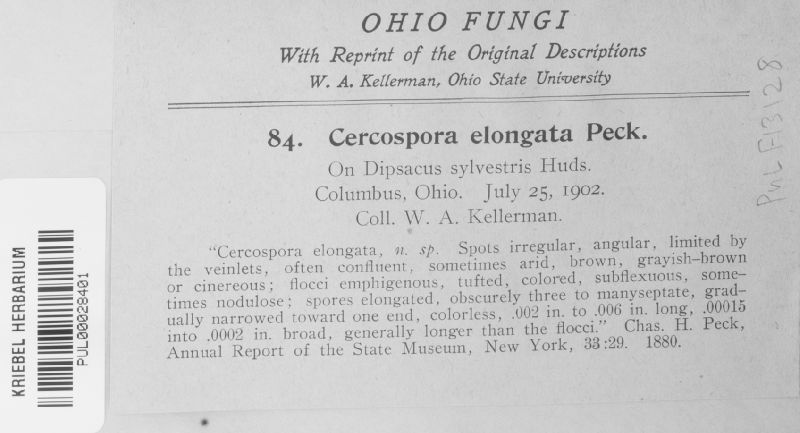 OHIO FUNGI
With Reprint of the Original Descriptions
W. A. Kellerman, Ohio State University
84. Cercospora elongata Peck.
On Dipsacus sylvestris Huds.
Columbus, Ohio. July 25, 1902.
Coll. W. A. Kellerman.
"Cercospora elongata, n. sp. Spots irregular, angular, limited by
the veinlets, often confluent, sometimes arid, brown, grayish-brown
or cinereous; flocci emphigenous, tufted, colored, subflexuous, some-
times nodulose; spores elongated, obscurely three to manyseptate, grad-
ually narrowed toward one end, colorless, .002 in. to .006 in. long, .00015
into .0002 in. broad, generally longer than the flocci." Chas. H. Peck,
Annual Report of the State Museum, New York, 33:29. 1880.
PUL F13128
KRIEBEL HERBARIUM
PUL00028401